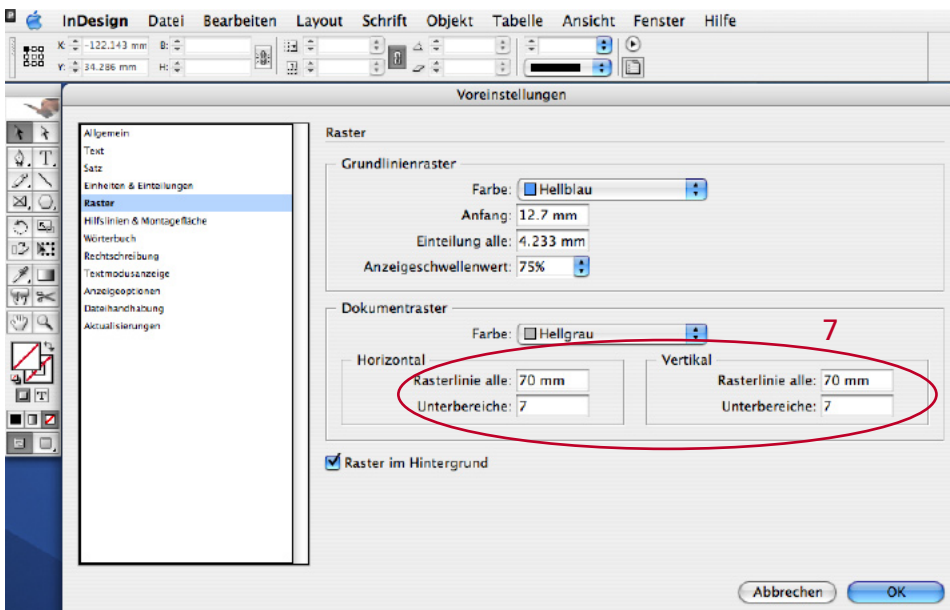 InDesign Datei Bearbeiten Layout Schrift Objekt Tabelle Ansicht Fenster Hilfe
X: -122.143 mm B:
Y: 34.286 mm H:
Voreinstellungen
Allgemein
Text
Satz
Einheiten & Einteilungen
Raster
Hilfslinien & Montagefläche
Wörterbuch
Rechtschreibung
Textmodusanzeige
Anzeigeoptionen
Dateihandhabung
Aktualisierungen
Raster
Grundlinienraster
Farbe: Hellblau
Anfang: 12.7 mm
Einteilung alle: 4.233 mm
Anzeigeschwellenwert: 75%
Dokumentraster
Farbe: Hellgrau
7
Horizontal
Rasterlinie alle: 70 mm
Unterbereiche: 7
Vertikal
Rasterlinie alle: 70 mm
Unterbereiche: 7
Raster im Hintergrund
Abbrechen OK